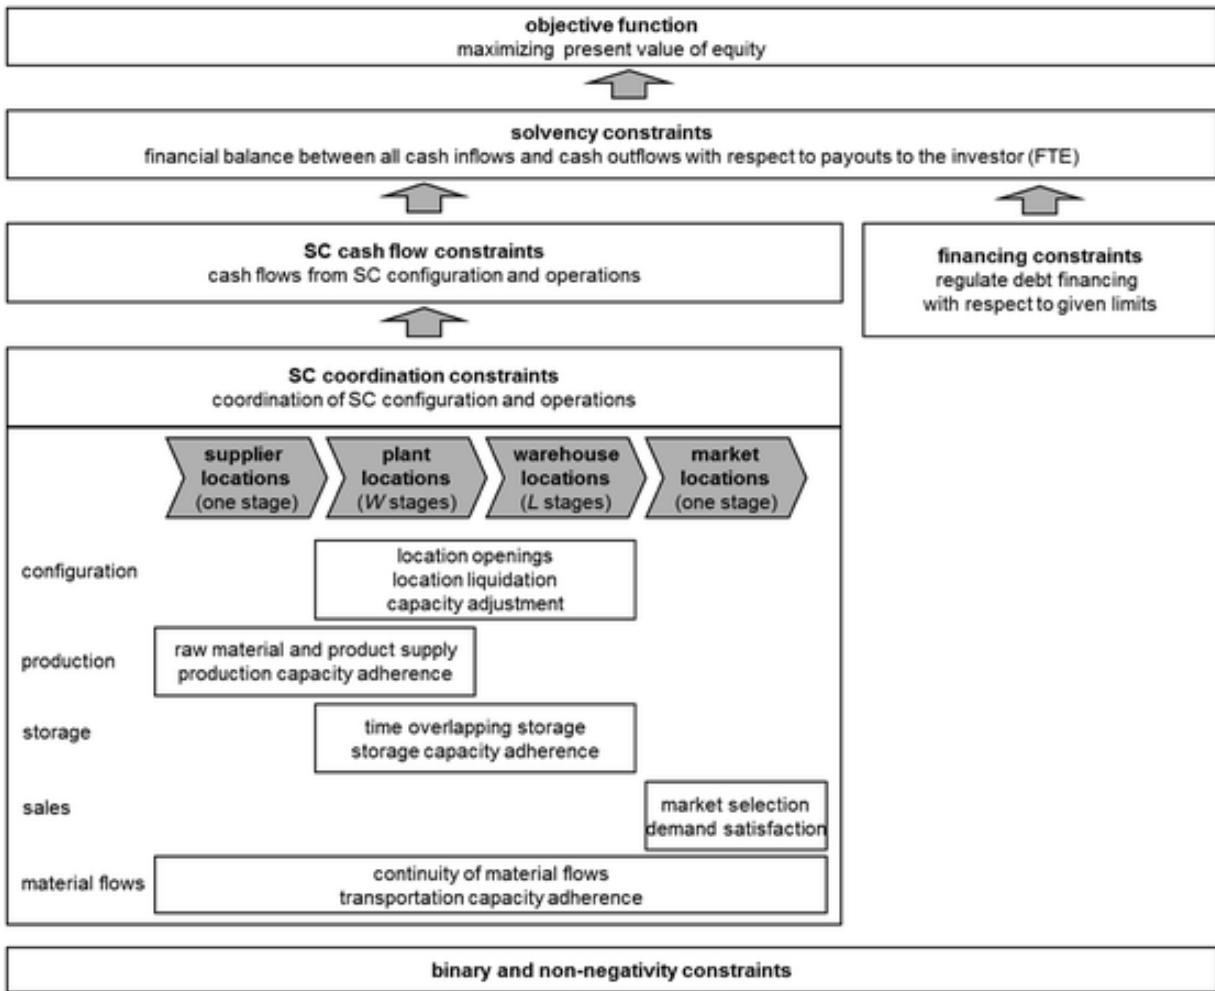 objective function
maximizing present value of equity
solvency constraints
financial balance between all cash inflows and cash outflows with respect to payouts to the investor (FTE)
SC cash flow constraints
cash flows from SC configuration and operations
financing constraints
regulate debt financing
with respect to given limits
SC coordination constraints
coordination of SC configuration and operations
supplier
locations
(one stage)
plant
locations
(W stages)
warehouse
locations
(L stages)
market
locations
(one stage)
configuration
location openings
location liquidation
capacity adjustment
production
raw material and product supply
production capacity adherence
storage
time overlapping storage
storage capacity adherence
sales
market selection
demand satisfaction
material flows
continuity of material flows
transportation capacity adherence
binary and non-negativity constraints